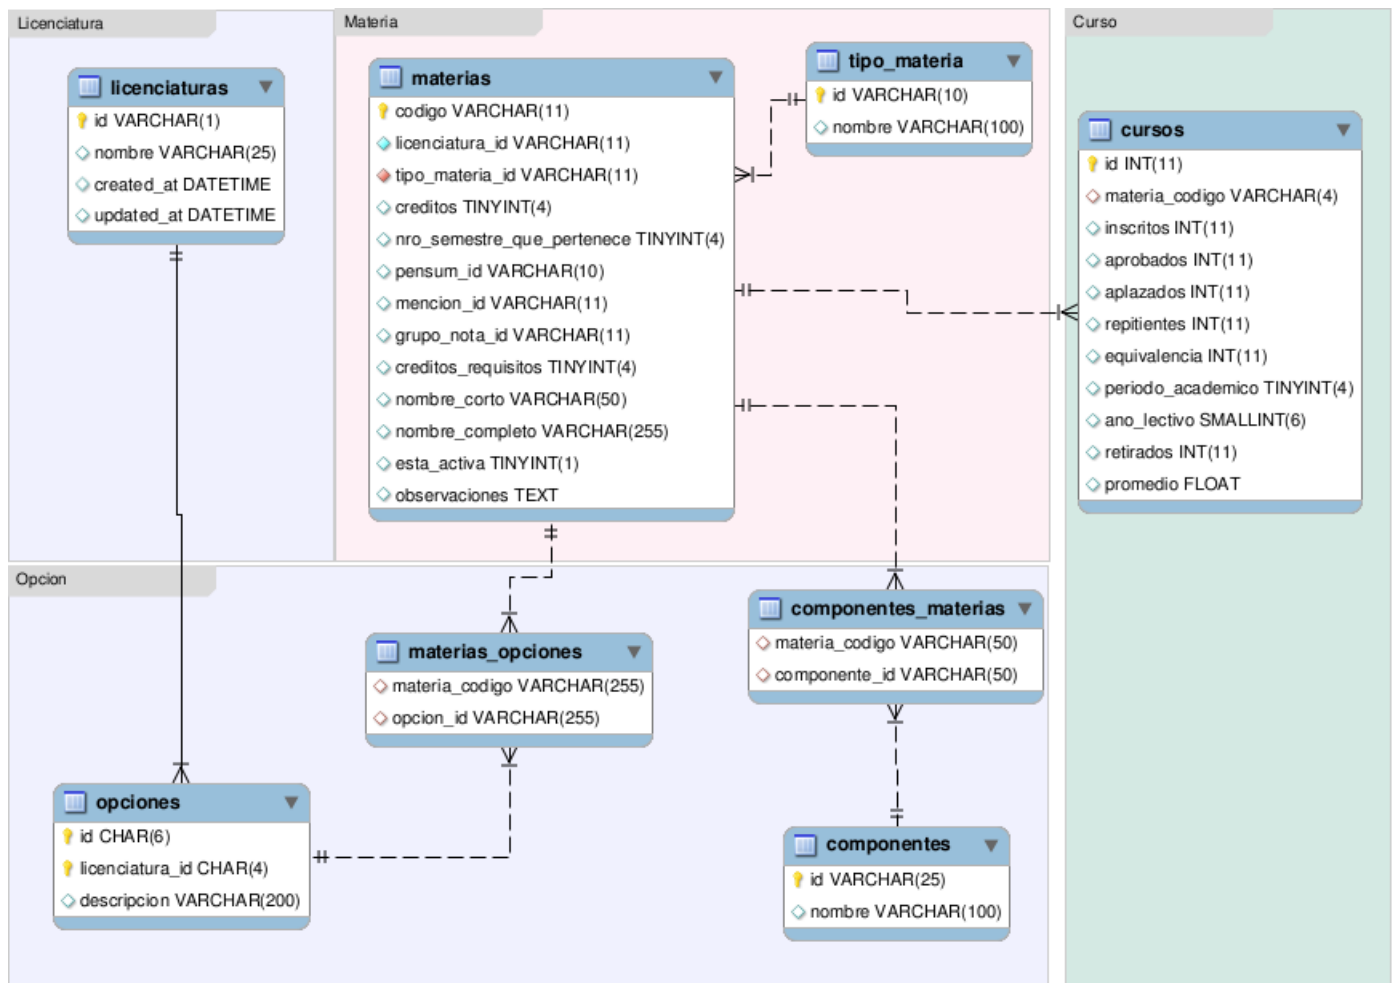 Licenciatura
licenciaturas
id VARCHAR(1)
nombre VARCHAR(25)
created_at DATETIME
updated_at DATETIME
Materia
materias
codigo VARCHAR(11)
licenciatura_id VARCHAR(11)
tipo_materia_id VARCHAR(11)
creditos TINYINT(4)
nro_semestre_que_pertenece TINYINT(4)
pensum_id VARCHAR(10)
mencion_id VARCHAR(11)
grupo_nota_id VARCHAR(11)
creditos_requisitos TINYINT(4)
nombre_corto VARCHAR(50)
nombre_completo VARCHAR(255)
esta_activa TINYINT(1)
observaciones TEXT
tipo_materia
id VARCHAR(10)
nombre VARCHAR(100)
Curso
cursos
id INT(11)
materia_codigo VARCHAR(4)
inscritos INT(11)
aprobados INT(11)
aplazados INT(11)
repitientes INT(11)
equivalencia INT(11)
periodo_academico TINYINT(4)
ano_lectivo SMALLINT(6)
retirados INT(11)
promedio FLOAT
Opcion
opciones
id CHAR(6)
licenciatura_id CHAR(4)
descripcion VARCHAR(200)
materias_opciones
materia_codigo VARCHAR(255)
opcion_id VARCHAR(255)
componentes_materias
materia_codigo VARCHAR(50)
componente_id VARCHAR(50)
componentes
id VARCHAR(25)
nombre VARCHAR(100)